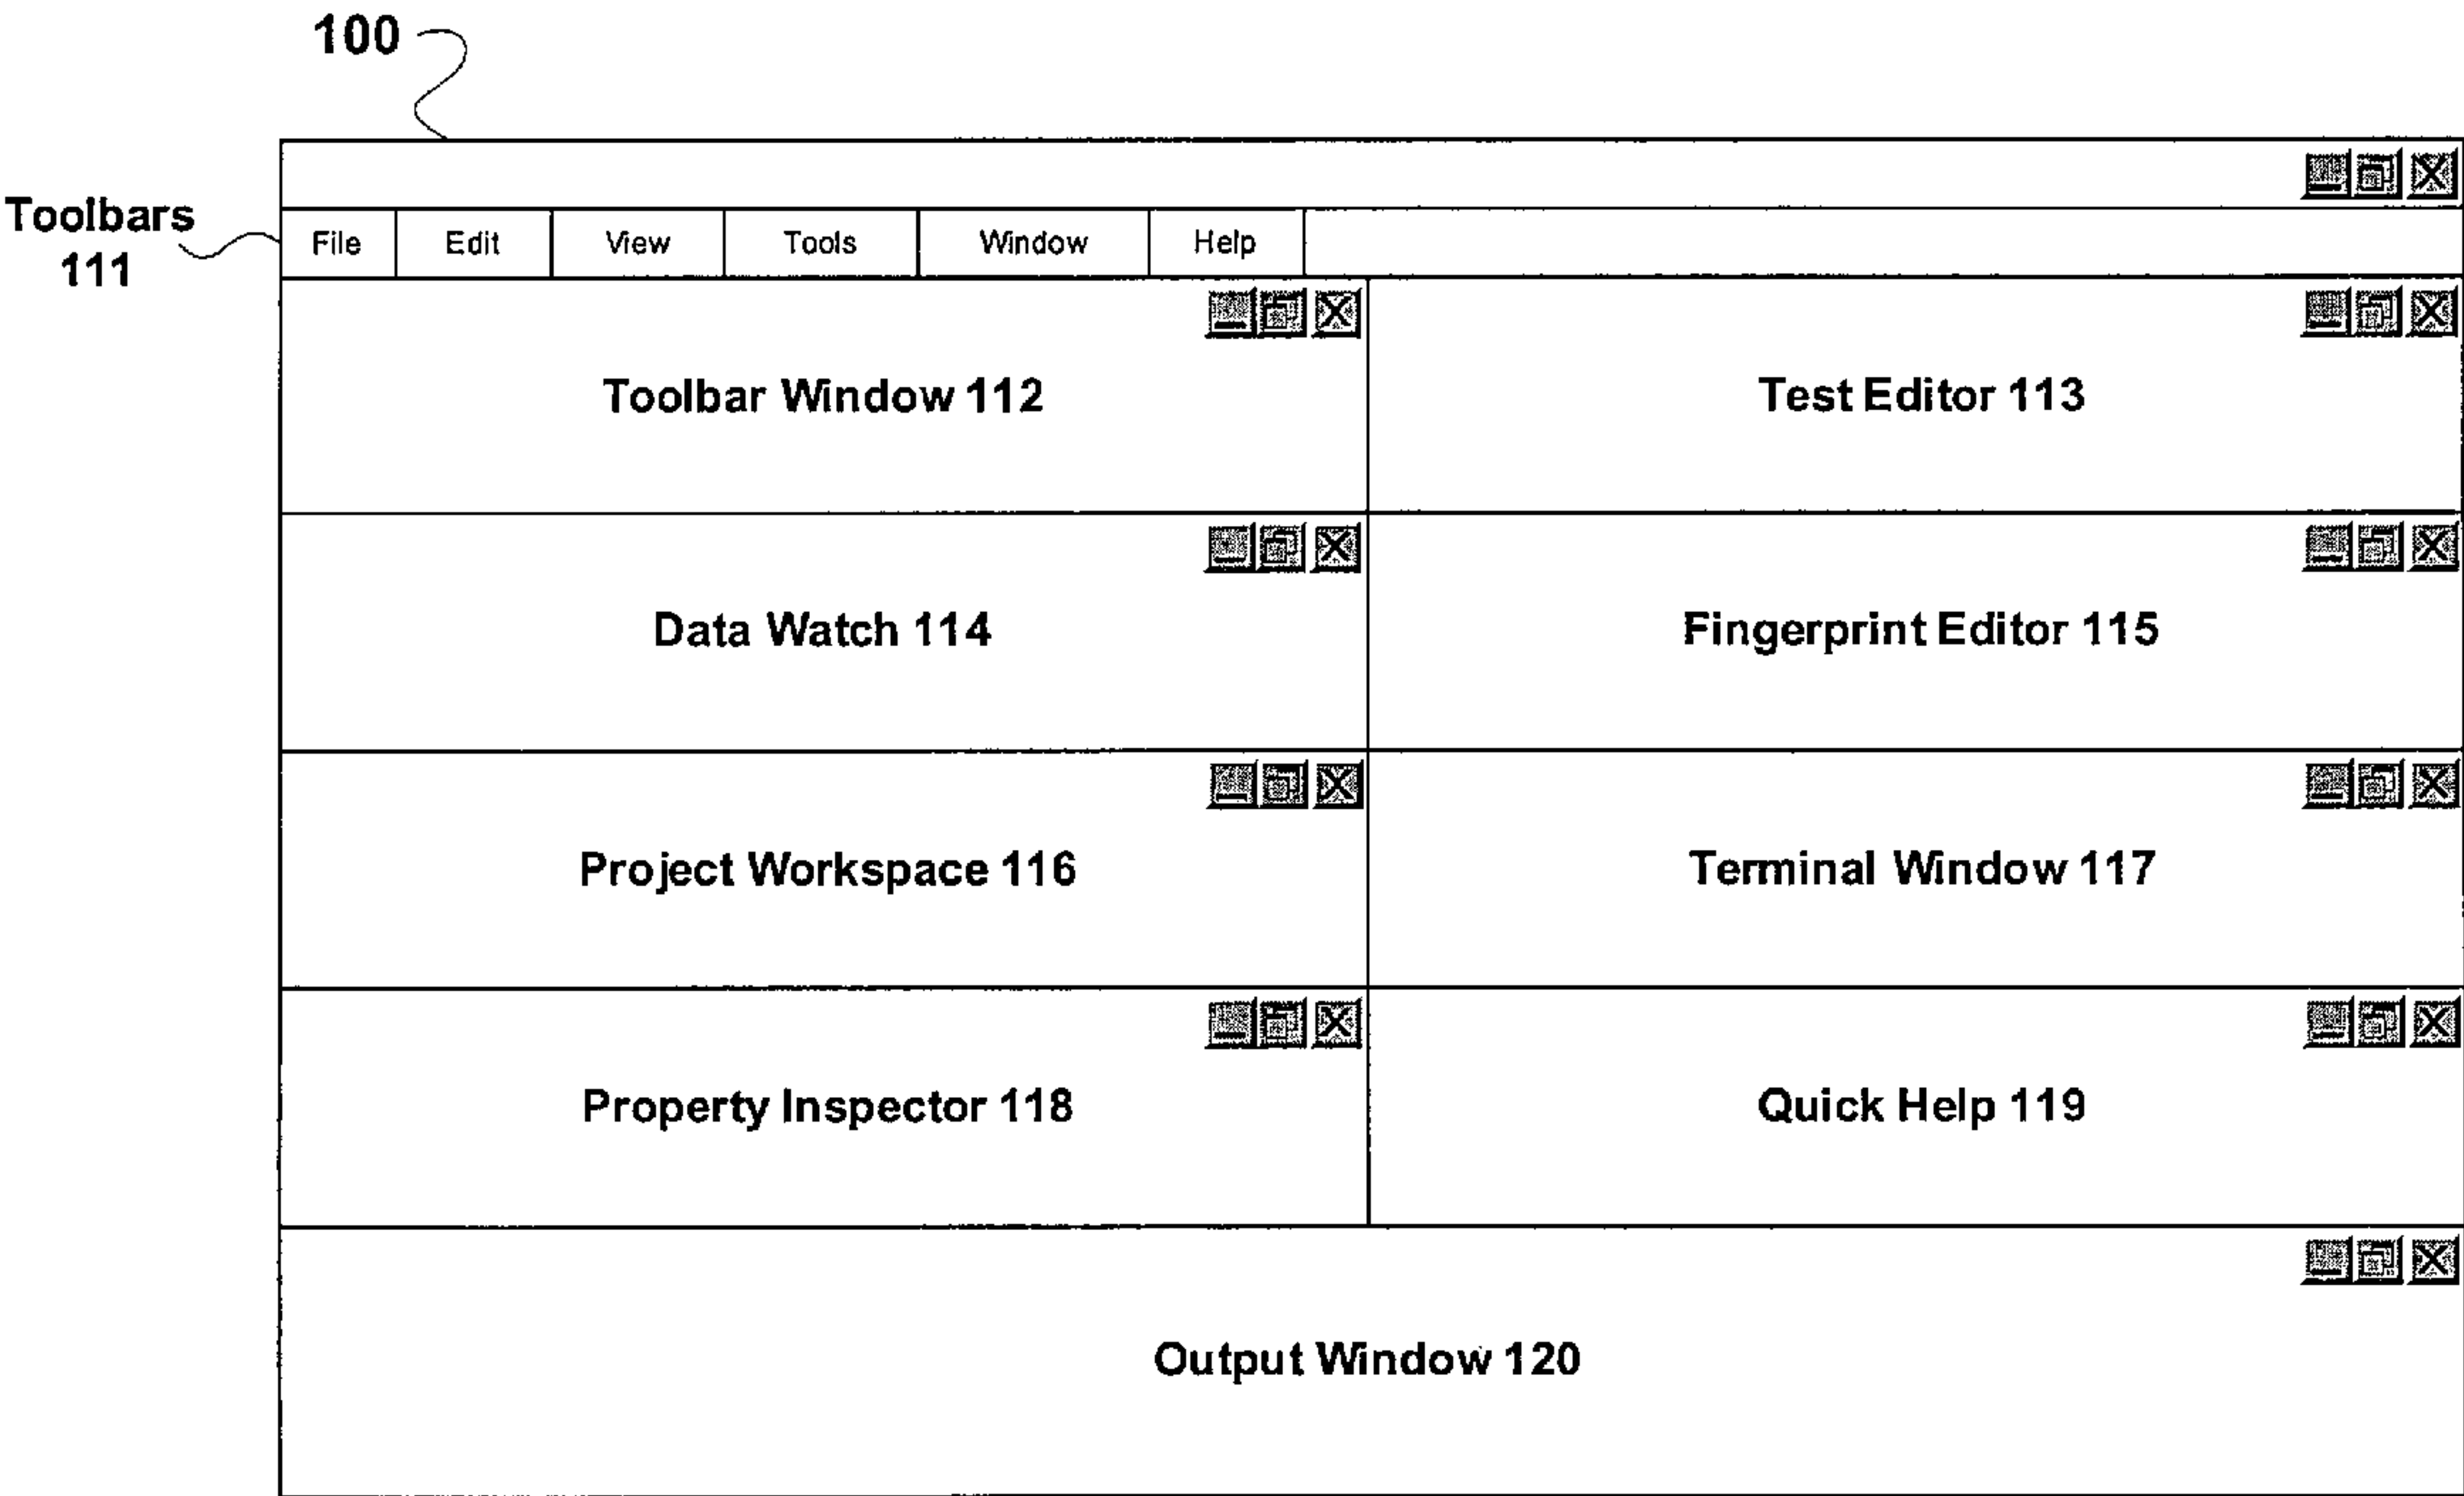 100
Toolbars
111
File Edit View Tools Window Help
Toolbar Window 112
Test Editor 113
Data Watch 114
Fingerprint Editor 115
Project Workspace 116
Terminal Window 117
Property Inspector 118
Quick Help 119
Output Window 120